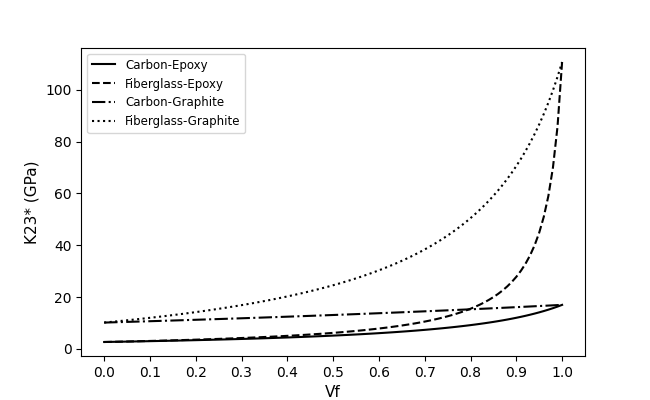 Carbon-Epoxy
Fiberglass-Epoxy
Carbon-Graphite
Fiberglass-Graphite
K23* (GPa)
100
80
60
40
20
0
0.0 0.1 0.2 0.3 0.4 0.5 0.6 0.7 0.8 0.9 1.0
Vf